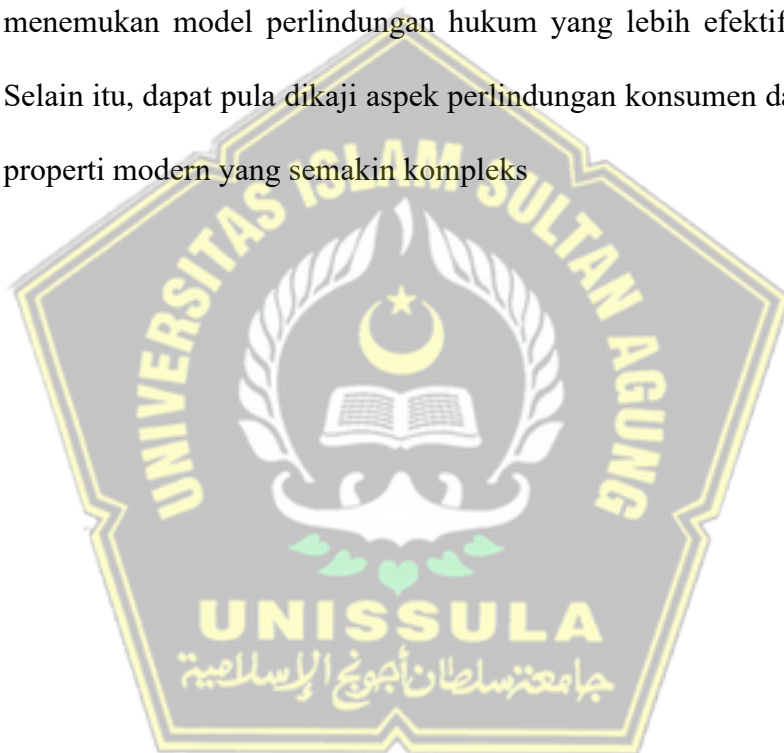 menemukan model perlindungan hukum yang lebih efektif
Selain itu, dapat pula dikaji aspek perlindungan konsumen da
properti modern yang semakin kompleks
UNIVERSITAS ISLAM SULTAN AGUNG
UNISSULA
جامعة سلطان أجونج الإسلامية